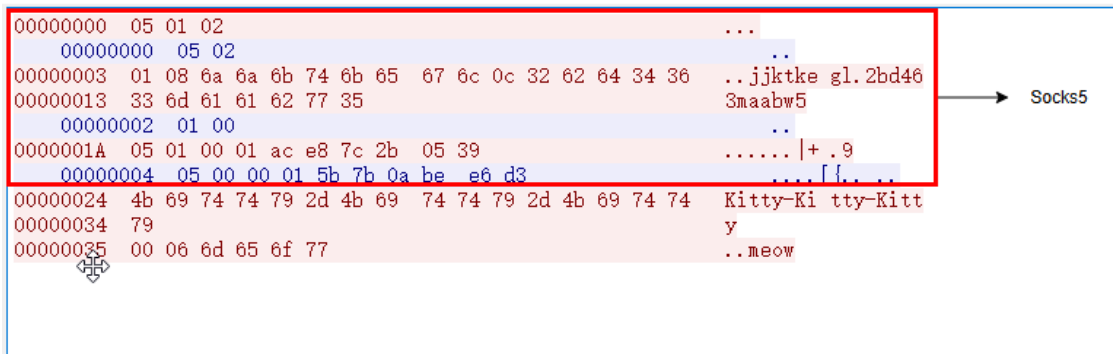 00000000 05 01 02 ...
00000000 05 02 ..
00000003 01 08 6a 6a 6b 74 6b 65 67 6c 0c 32 62 64 34 36 ..jjktke gl.2bd46
00000013 33 6d 61 61 62 77 35 3maabw5
00000002 01 00 ..
0000001A 05 01 00 01 ac e8 7c 2b 05 39 ......|+ .9
00000004 05 00 00 01 5b 7b 0a be e6 d3 ....[{.. ..
00000024 4b 69 74 74 79 2d 4b 69 74 74 79 2d 4b 69 74 74 Kitty-Ki tty-Kitt
00000034 79 y
00000035 00 06 6d 65 6f 77 ..meow
Socks5